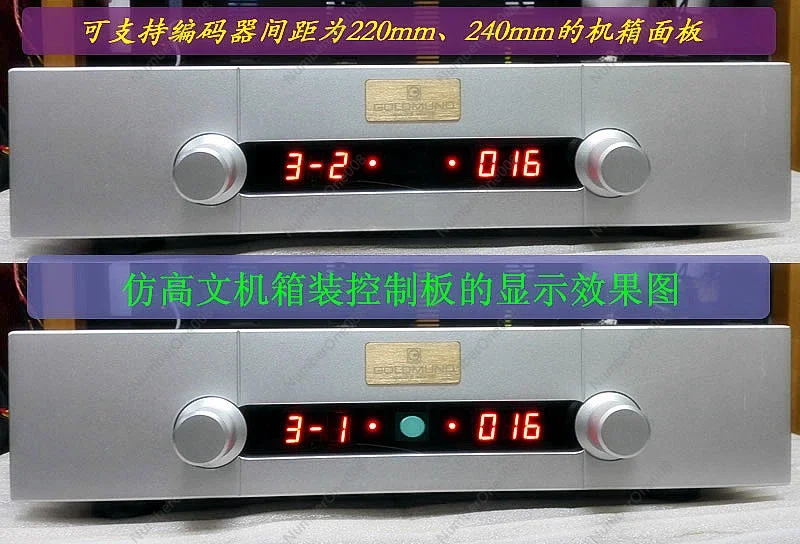 可支持编码器间距为220mm、240mm的机箱面板
GOLDMUND
3-2 • • 016
仿高文机箱装控制板的显示效果图
GOLDMUND
3-1 • • 016